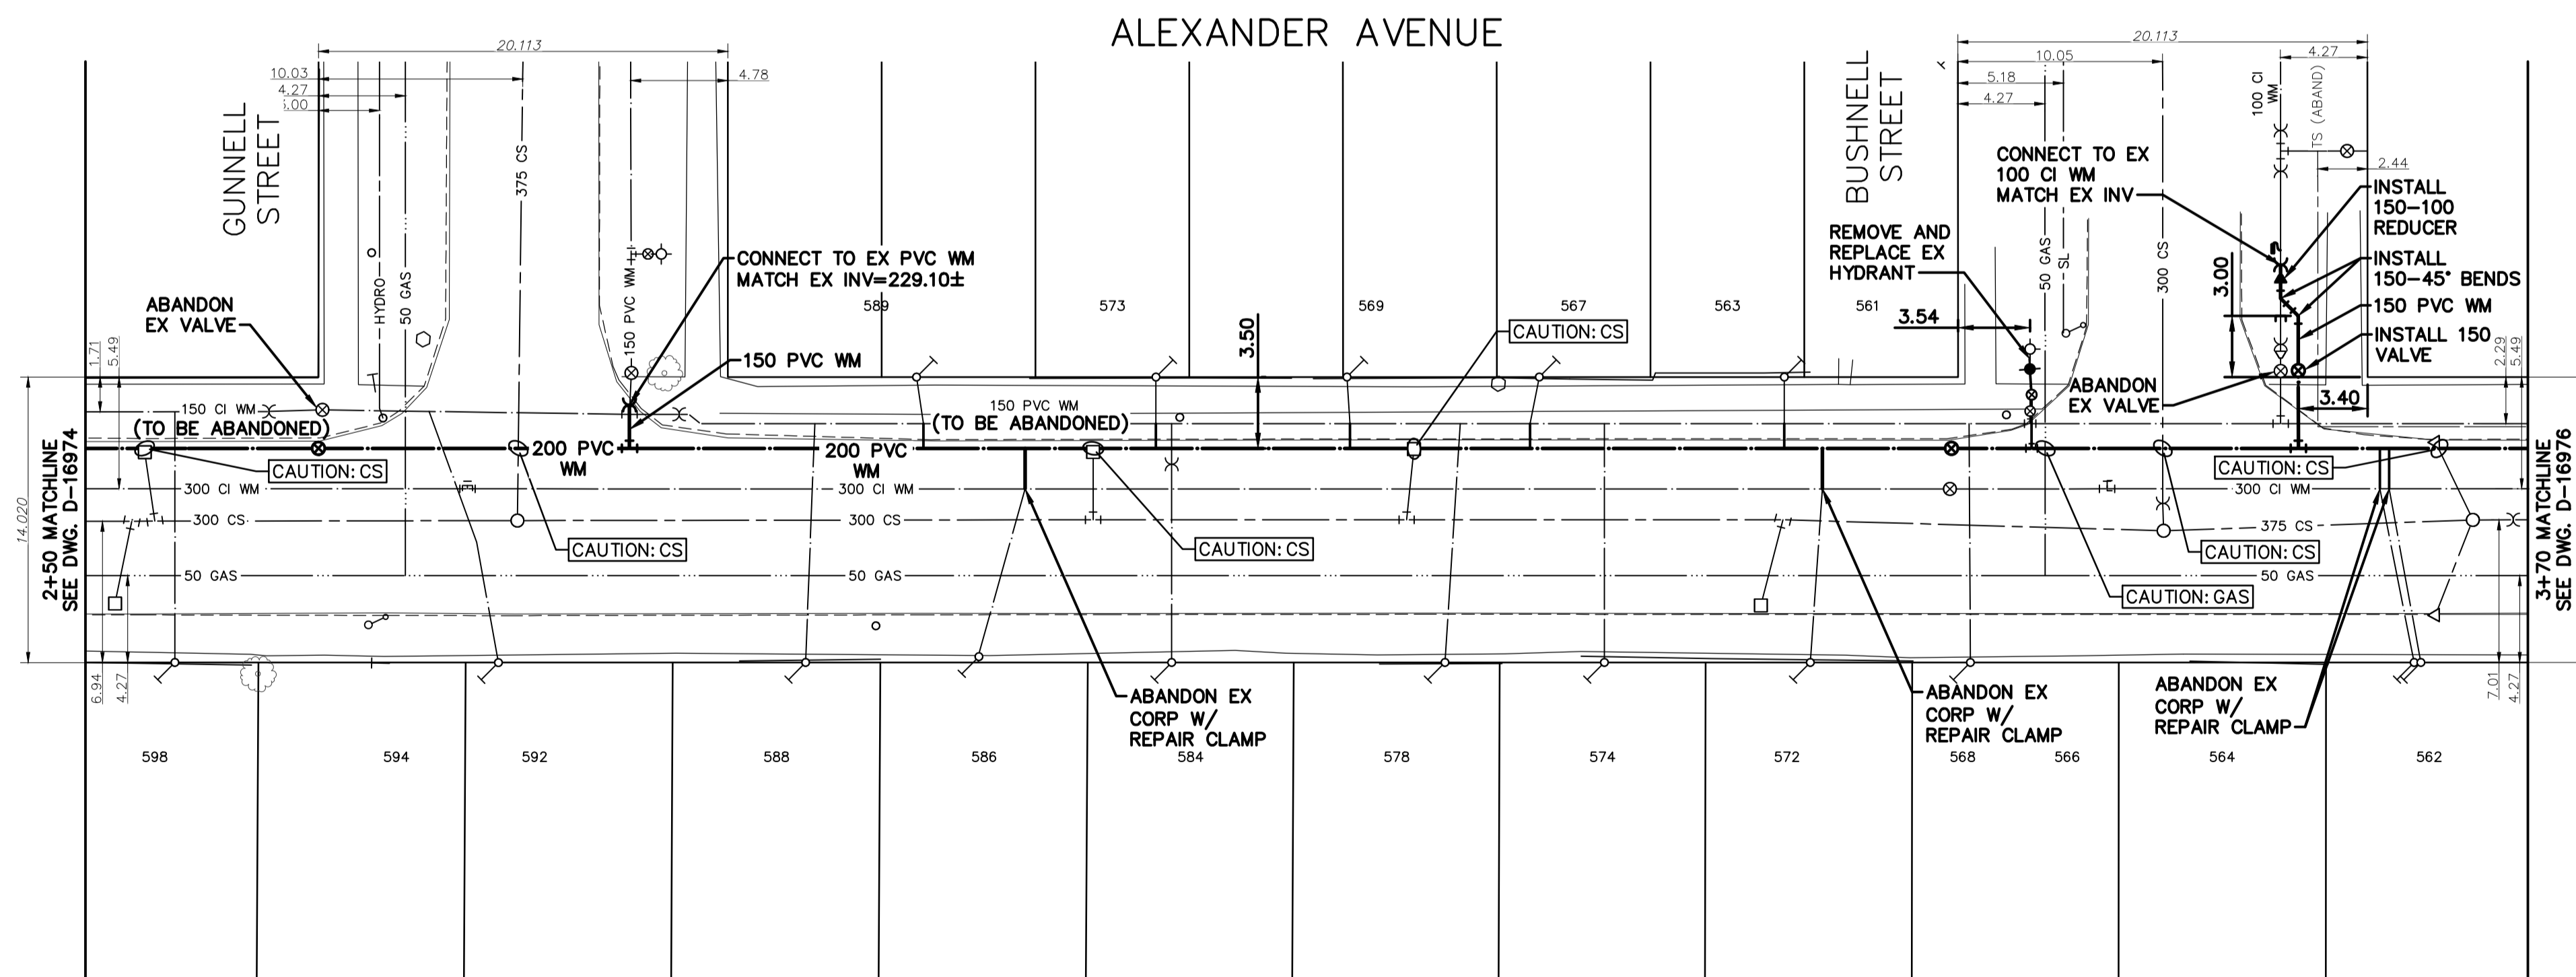 ALEXANDER AVENUE
20.113
10.03
4.27
4.78
GUNNELL
STREET
HYDRO
50 GAS
375 CS
150 PVC WM
CONNECT TO EX PVC WM
MATCH EX INV=229.10±
150 PVC WM
ABANDON
EX VALVE
1.71
5.49
14.020
150 CI WM
(TO BE ABANDONED)
2+50 MATCHLINE
SEE DWG. D-16974
CAUTION: CS
200 PVC
WM
300 CI WM
300 CS
CAUTION: CS
50 GAS
6.94
4.27
589
573
569
567
563
561
3.50
CAUTION: CS
150 PVC WM
(TO BE ABANDONED)
200 PVC
WM
300 CI WM
300 CS
50 GAS
CAUTION: CS
ABANDON EX
CORP W/
REPAIR CLAMP
BUSHNELL
STREET
20.113
10.05
5.18
4.27
4.27
100 CI
WM
TS (ABAND)
2.44
CONNECT TO EX
100 CI WM
MATCH EX INV
REMOVE AND
REPLACE EX
HYDRANT
3.54
50 GAS
SL
300 CS
3.00
INSTALL
150-100
REDUCER
INSTALL
150-45° BENDS
150 PVC WM
INSTALL 150
VALVE
ABANDON
EX VALVE
3.40
2.29
5.49
CAUTION: CS
300 CI WM
375 CS
CAUTION: CS
50 GAS
CAUTION: GAS
3+70 MATCHLINE
SEE DWG. D-16976
7.01
4.27
ABANDON EX
CORP W/
REPAIR CLAMP
ABANDON EX
CORP W/
REPAIR CLAMP
598
594
592
588
586
584
578
574
572
568
566
564
562